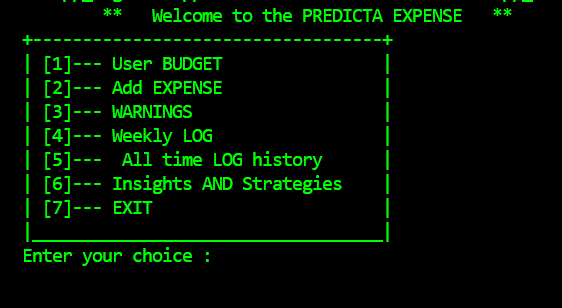 ** Welcome to the PREDICTA EXPENSE **
+-----------------------------------+
| [1]--- User BUDGET |
| [2]--- Add EXPENSE |
| [3]--- WARNINGS |
| [4]--- Weekly LOG |
| [5]---  All time LOG history |
| [6]--- Insights AND Strategies |
| [7]--- EXIT |
|___________________________________|
Enter your choice :